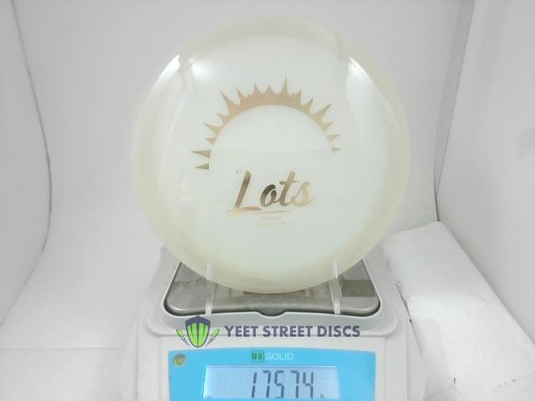 Lots
YEET STREET DISCS
US SOLID
175.74 g